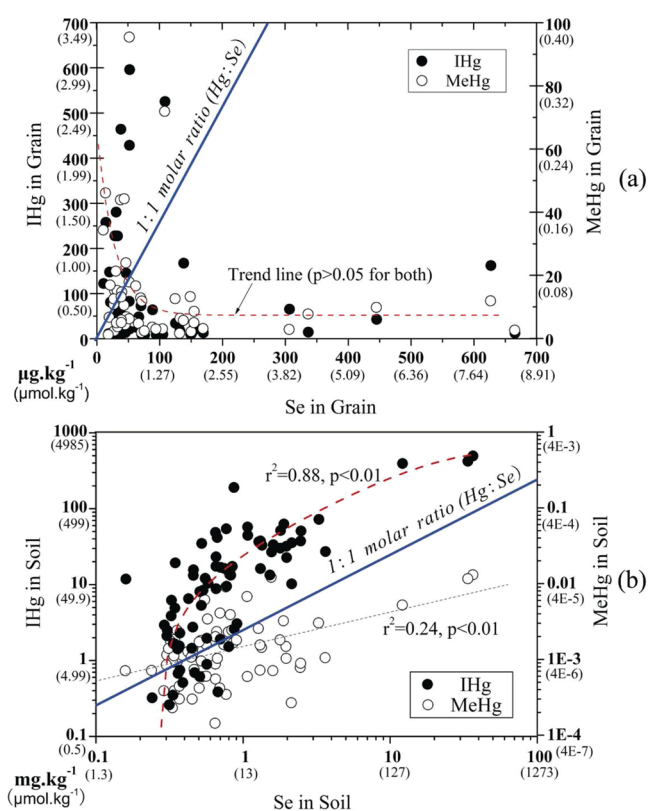 700
(3.49)
600
(2.99)
500
(2.49)
400
(1.99)
300
(1.50)
200
(1.00)
100
(0.50)
0
IHg in Grain
100
(0.40)
80
(0.32)
60
(0.24)
40
(0.16)
20
(0.08)
0
MeHg in Grain
IHg
MeHg
1:1 molar ratio (Hg:Se)
Trend line (p>0.05 for both)
(a)
0 100 200 300 400 500 600 700
µg.kg-1 (1.27) (2.55) (3.82) (5.09) (6.36) (7.64) (8.91)
(µmol.kg-1)
Se in Grain
1000
(4985)
100
(499)
10
(49.9)
1
(4.99)
0.1
(0.5)
IHg in Soil
1
(4E-3)
0.1
(4E-4)
0.01
(4E-5)
1E-3
(4E-6)
1E-4
(4E-7)
MeHg in Soil
r2=0.88, p<0.01
1:1 molar ratio (Hg:Se)
r2=0.24, p<0.01
IHg
MeHg
(b)
0.1 1 10 100
mg.kg-1 (1.3) (13) (127) (1273)
(µmol.kg-1)
Se in Soil